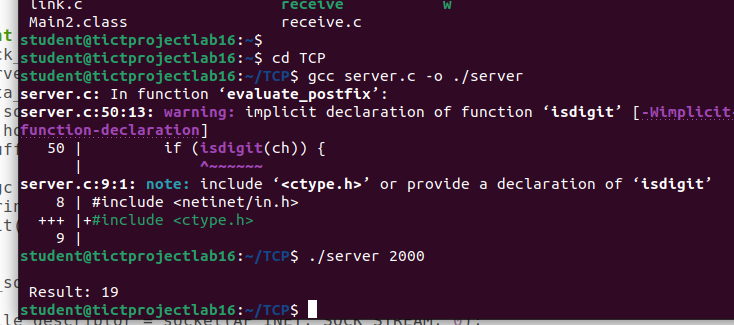 link.c receive w
Main2.class receive.c
student@tictprojectlab16:~$
student@tictprojectlab16:~$ cd TCP
student@tictprojectlab16:~/TCP$ gcc server.c -o ./server
server.c: In function ‘evaluate_postfix’:
server.c:50:13: warning: implicit declaration of function ‘isdigit’ [-Wimplicit-
function-declaration]
50 | if (isdigit(ch)) {
| ^~~~~~~
server.c:9:1: note: include ‘<ctype.h>’ or provide a declaration of ‘isdigit’
8 | #include <netinet/in.h>
+++ |+#include <ctype.h>
9 |
student@tictprojectlab16:~/TCP$ ./server 2000
Result: 19
student@tictprojectlab16:~/TCP$